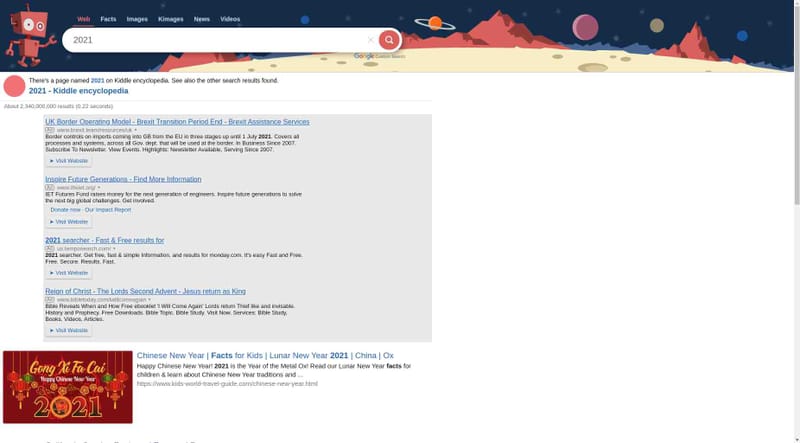 Web Facts Images Kimages News Videos
2021
Google Custom Search
There's a page named 2021 on Kiddle encyclopedia. See also the other search results found.
2021 - Kiddle encyclopedia
About 2,340,000,000 results (0.22 seconds)
UK Border Operating Model - Brexit Transition Period End - Brexit Assistance Services
Ad www.brexit.team/resources/uk
Border controls on imports coming into GB from the EU in three stages up until 1 July 2021. Covers all
processes and systems, across all Gov. dept. that will be used at the border. In Business Since 2007.
Subscribe To Newsletter. View Events. Highlights: Newsletter Available, Serving Since 2007.
► Visit Website
Inspire Future Generations - Find More Information
Ad www.theiet.org/
IET Futures Fund raises money for the next generation of engineers. Inspire future generations to solve
the next big global challenges. Get involved.
Donate now · Our Impact Report
► Visit Website
2021 searcher - Fast & Free results for
Ad us.temposearch.com/
2021 searcher. Get free, fast & simple Information, and results for monday.com. It's easy Fast and Free.
Free. Secure. Results. Fast.
► Visit Website
Reign of Christ - The Lords Second Advent - Jesus return as King
Ad www.bibletoday.com/iwillcomeagain
Bible Reveals When and How Free ebooklet 'I Will Come Again' Lords return Thief like and invisable.
History and Prophecy. Free Downloads. Bible Topic. Bible Study. Visit Now. Services: Bible Study,
Books, Videos, Articles.
► Visit Website
Gong Xi Fa Cai
Happy Chinese New Year
2021
Chinese New Year | Facts for Kids | Lunar New Year 2021 | China | Ox
Happy Chinese New Year! 2021 is the Year of the Metal Ox! Read our Lunar New Year facts for
children & learn about Chinese New Year traditions and ...
https://www.kids-world-travel-guide.com/chinese-new-year.html